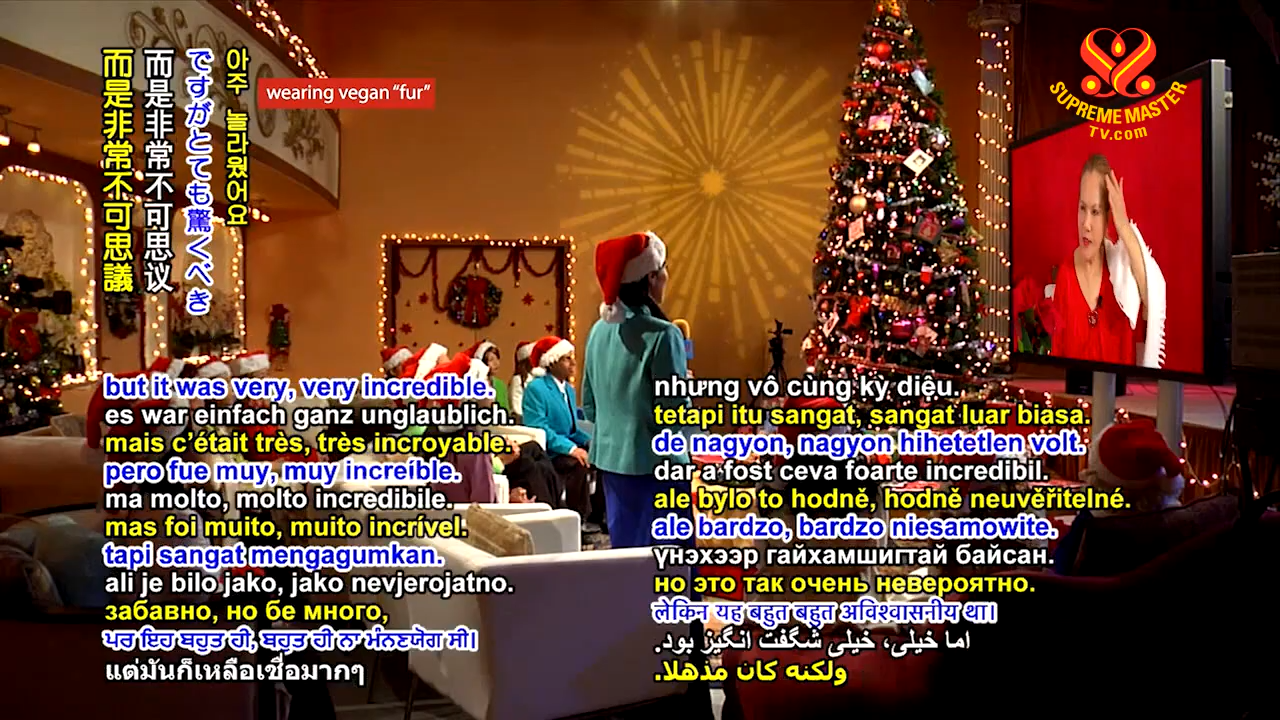 아주 놀라웠어요
ですがとても驚くべき
而是非常不可思议
而是非常不可思議
wearing vegan “fur”
SUPREME MASTER
TV.com
but it was very, very incredible.
es war einfach ganz unglaublich.
mais c’était très, très incroyable.
pero fue muy, muy increíble.
ma molto, molto incredibile.
mas foi muito, muito incrível.
tapi sangat mengagumkan.
ali je bilo jako, jako nevjerojatno.
забавно, но бе много,
ਪਰ ਇਹ ਬਹੁਤ ਹੀ, ਬਹੁਤ ਹੀ ਨਾ ਮੰਨਣਯੋਗ ਸੀ।
แต่มันก็เหลือเชื่อมากๆ
nhưng vô cùng kỳ diệu.
tetapi itu sangat, sangat luar biasa.
de nagyon, nagyon hihetetlen volt.
dar a fost ceva foarte incredibil.
ale bylo to hodně, hodně neuvěřitelné.
ale bardzo, bardzo niesamowite.
үнэхээр гайхамшигтай байсан.
но это так очень невероятно.
लेकिन यह बहुत बहुत अविश्वासनीय था।
اما خیلی، خیلی شگفت انگیز بود.
ولكنه كان مذهلا.